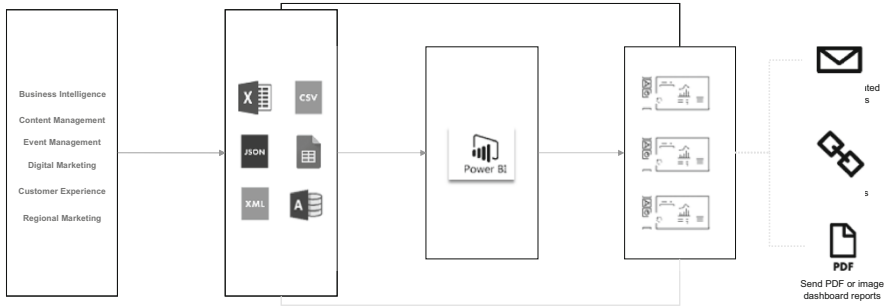 Business Intelligence
Content Management
Event Management
Digital Marketing
Customer Experience
Regional Marketing
X
CSV
JSON
XML
A
Power BI
PDF
Send PDF or image
dashboard reports